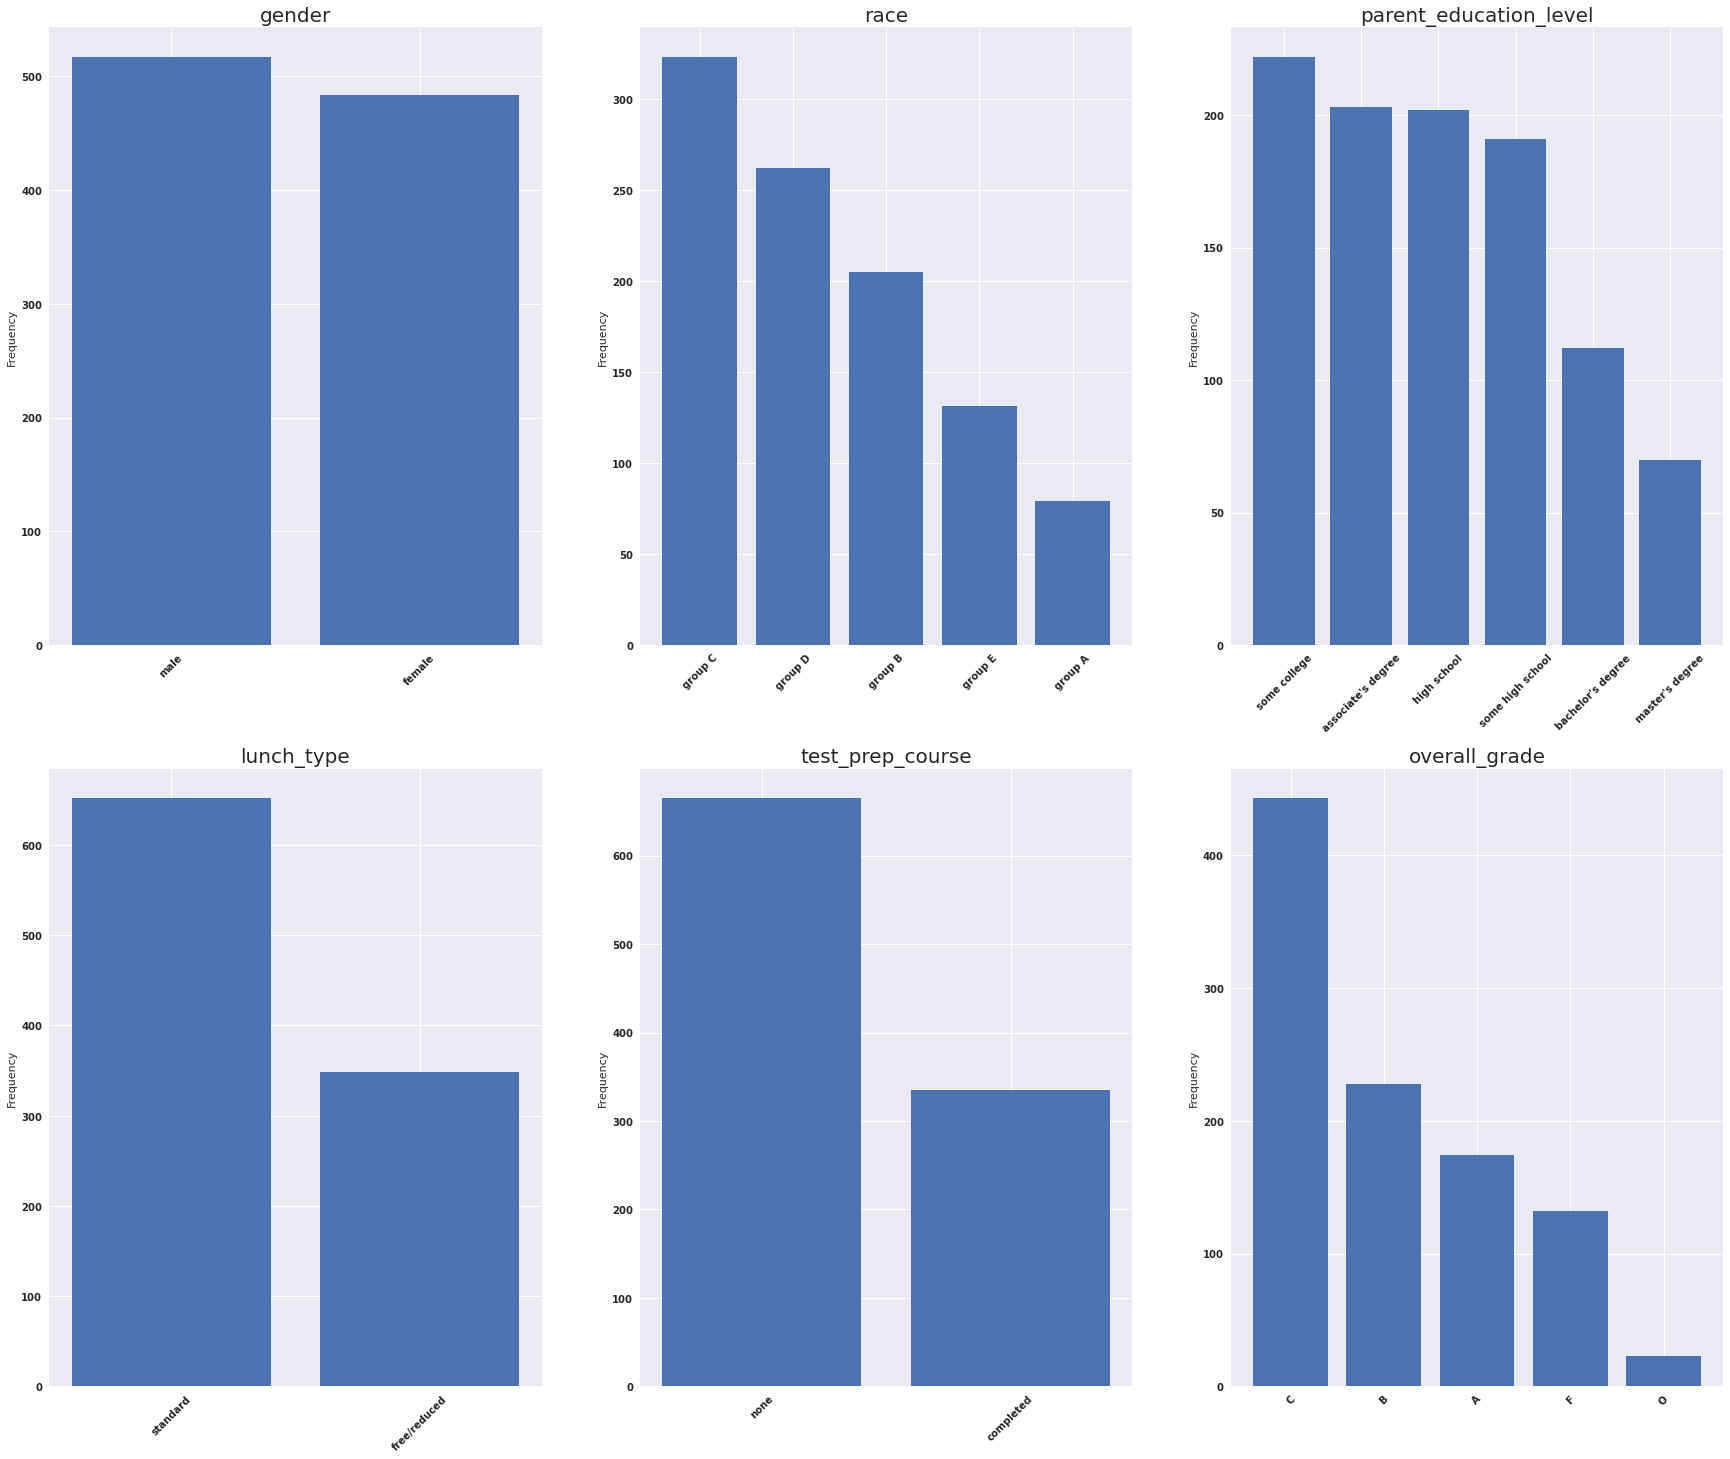 gender
500
400
300
200
100
0
Frequency
male
female
race
300
250
200
150
100
50
0
Frequency
group C
group D
group B
group E
group A
parent_education_level
200
150
100
50
0
Frequency
some college
associate's degree
high school
some high school
bachelor's degree
master's degree
lunch_type
600
500
400
300
200
100
0
Frequency
standard
free/reduced
test_prep_course
600
500
400
300
200
100
0
Frequency
none
completed
overall_grade
400
300
200
100
0
Frequency
C
B
A
F
O